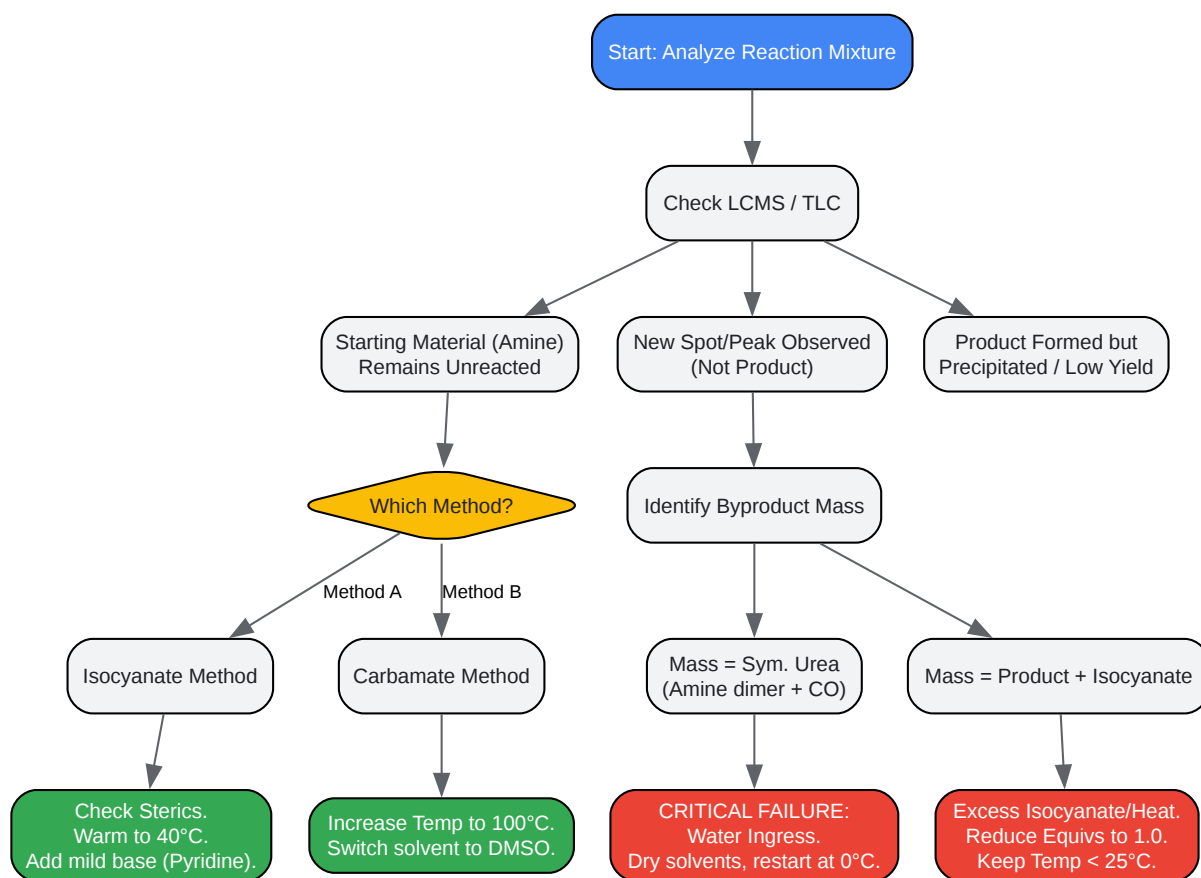 Start: Analyze Reaction Mixture
Check LCMS / TLC
Starting Material (Amine)
Remains Unreacted
New Spot/Peak Observed
(Not Product)
Product Formed but
Precipitated / Low Yield
Which Method?
Identify Byproduct Mass
Method A
Method B
Isocyanate Method
Carbamate Method
Mass = Sym. Urea
(Amine dimer + CO)
Mass = Product + Isocyanate
Check Sterics.
Warm to 40°C.
Add mild base (Pyridine).
Increase Temp to 100°C.
Switch solvent to DMSO.
CRITICAL FAILURE:
Water Ingress.
Dry solvents, restart at 0°C.
Excess Isocyanate/Heat.
Reduce Equivs to 1.0.
Keep Temp < 25°C.